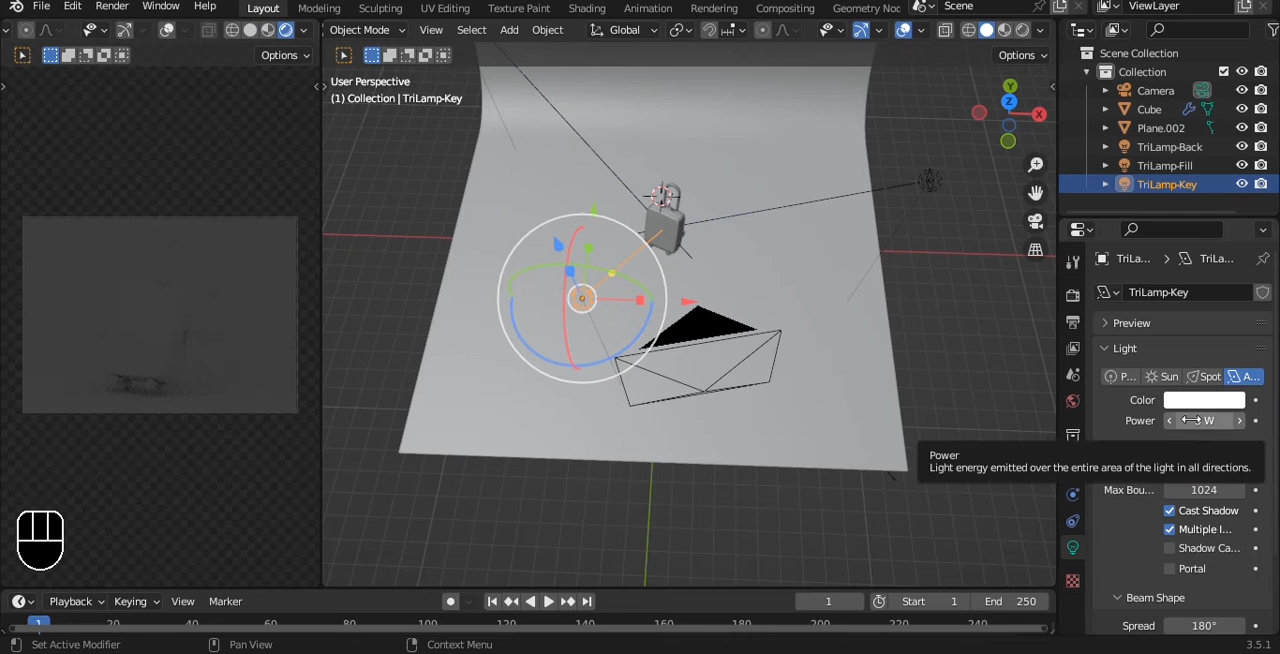 File Edit Render Window Help Layout Modeling Sculpting UV Editing Texture Paint Shading Animation Rendering Compositing Geometry Noc Scene ViewLayer
Object Mode View Select Add Object Global
Options Options
User Perspective
(1) Collection | TriLamp-Key
Y
Z
X
Scene Collection
Collection
Camera
Cube
Plane.002
TriLamp-Back
TriLamp-Fill
TriLamp-Key
TriLa... > TriLa...
TriLamp-Key
Preview
Light
P... Sun Spot A...
Color
Power W
Power
Light energy emitted over the entire area of the light in all directions.
Max Bou... 1024
Cast Shadow
Multiple I...
Shadow Ca...
Portal
Beam Shape
Spread 180°
Playback Keying View Marker 1 Start 1 End 250
1 20 40 60 80 100 120 140 160 180 200 220 240
Set Active Modifier Pan View Context Menu 3.5.1